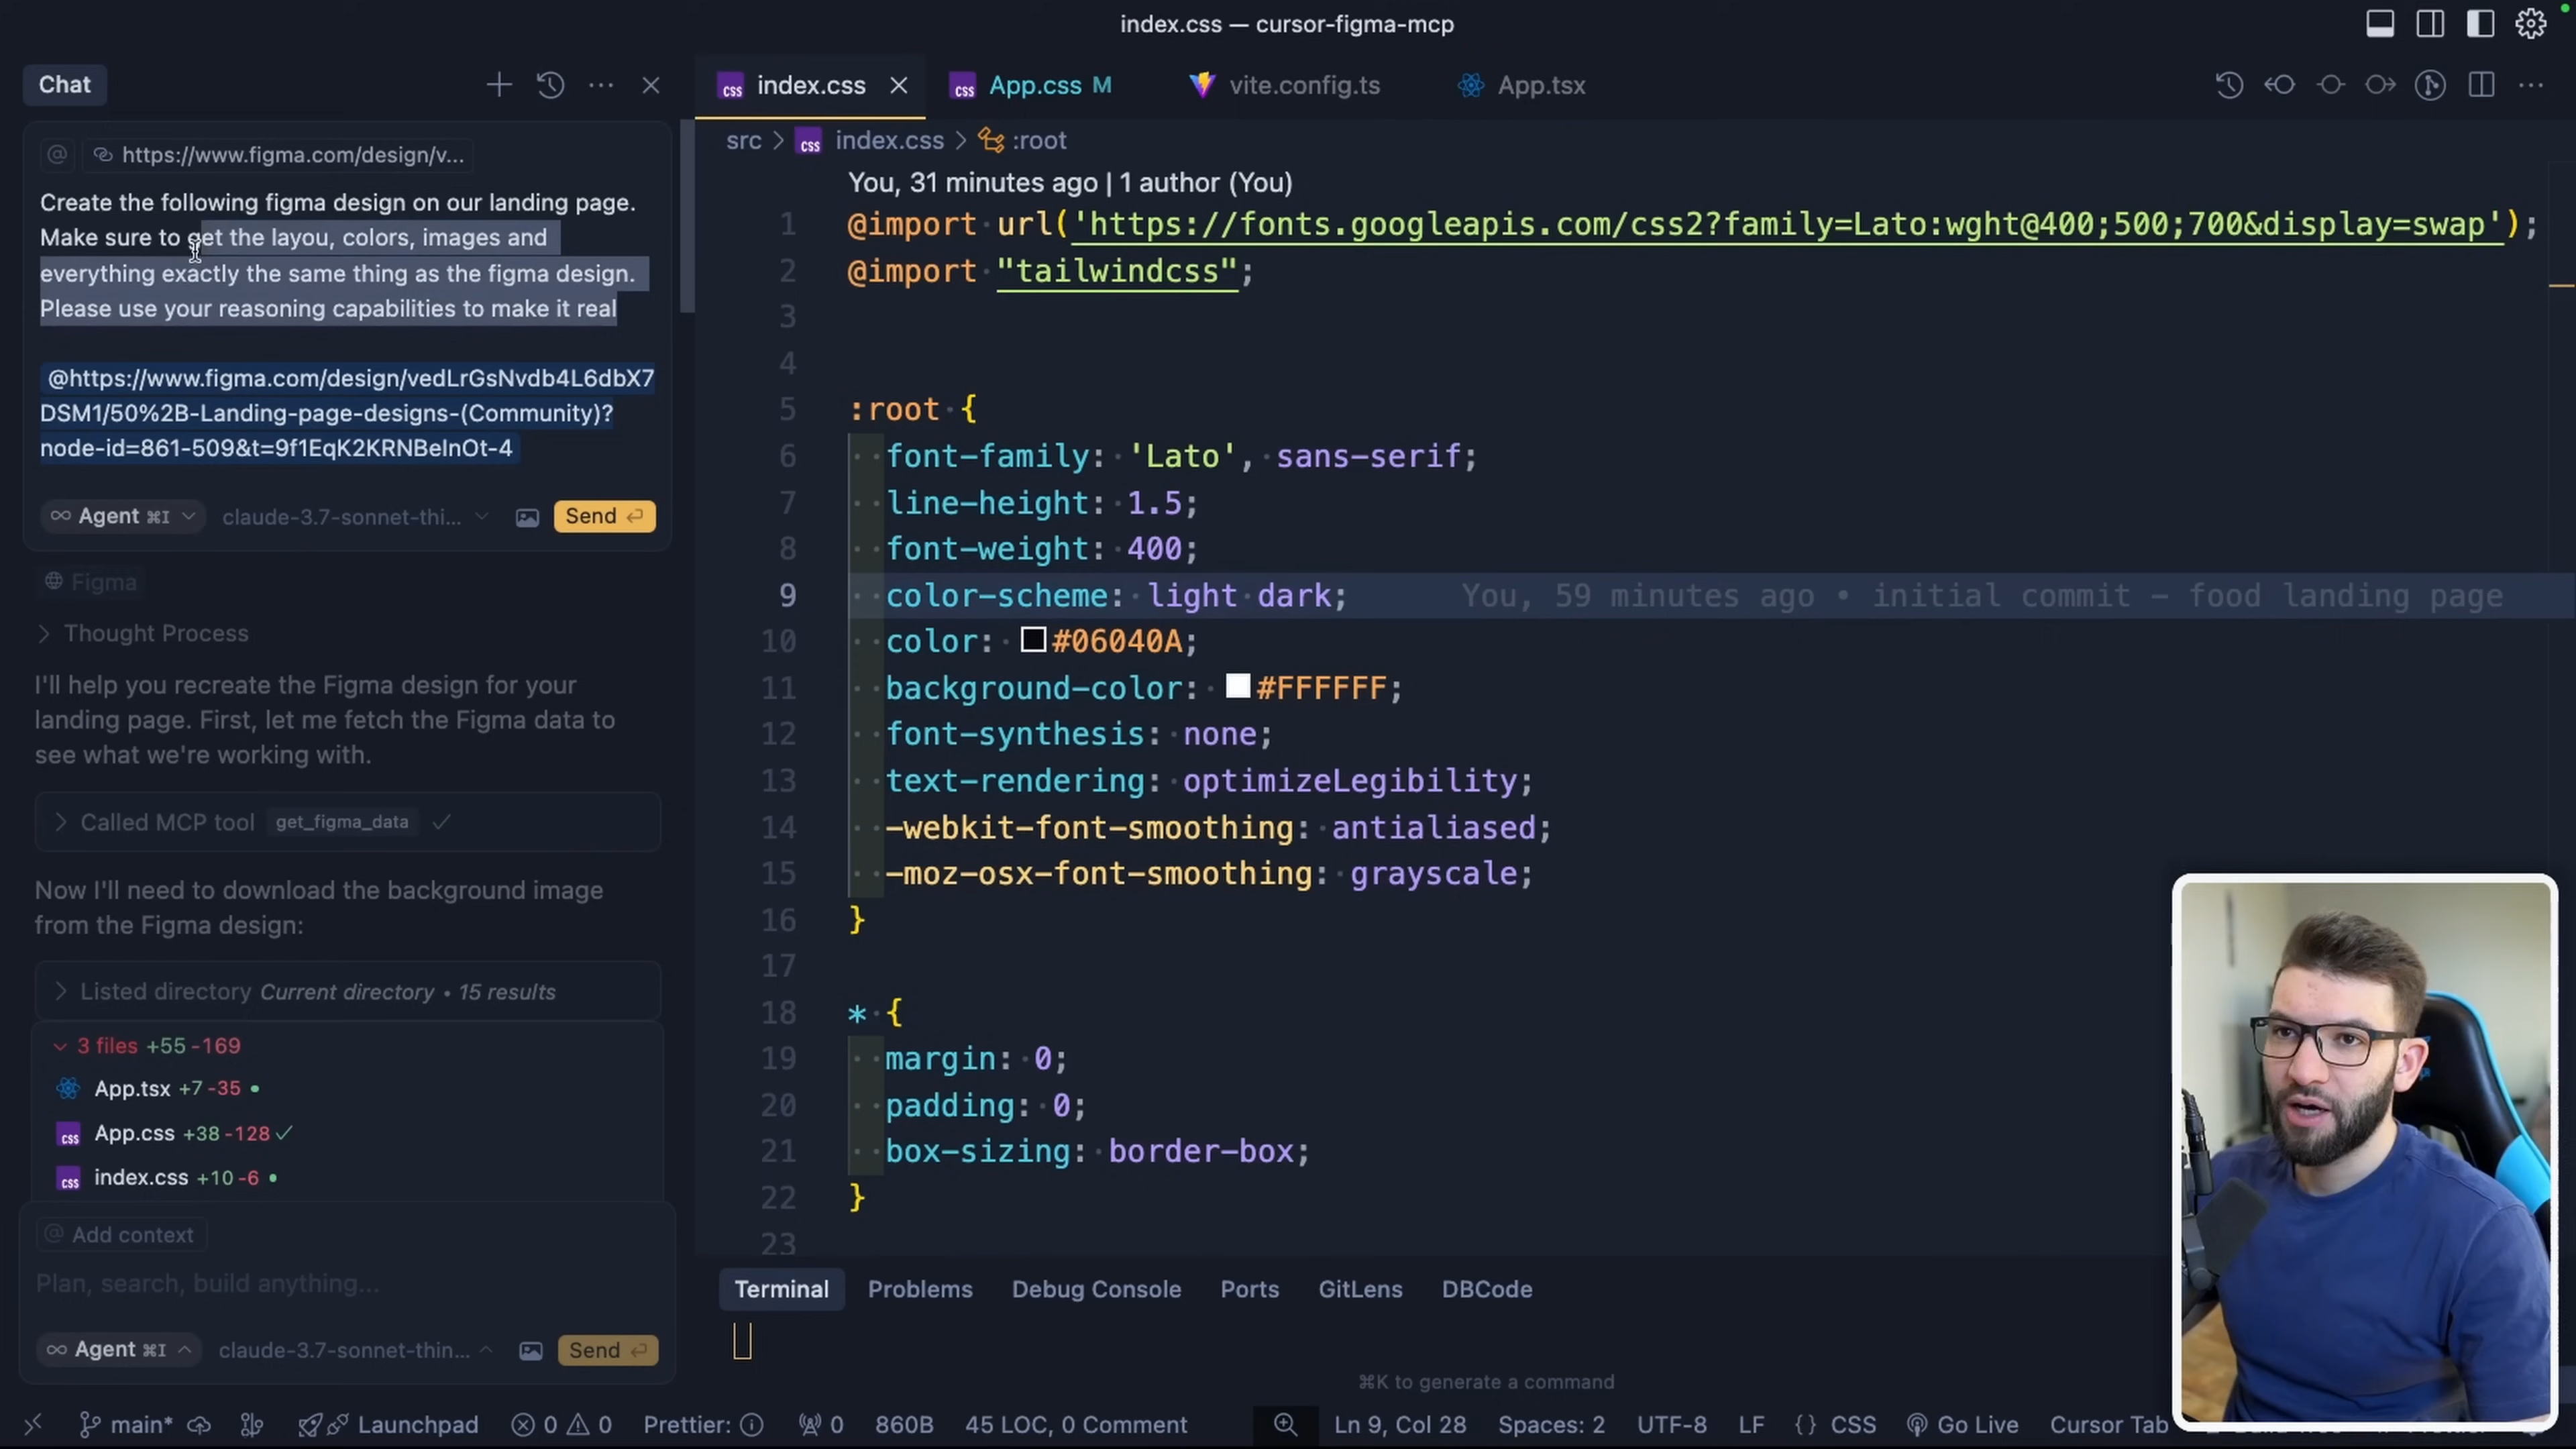 index.css — cursor-figma-mcp
Chat
https://www.figma.com/design/v...
Create the following figma design on our landing page.
Make sure to get the layou, colors, images and
everything exactly the same thing as the figma design.
Please use your reasoning capabilities to make it real
@https://www.figma.com/design/vedLrGsNvdb4L6dbX7
DSM1/50%2B-Landing-page-designs-(Community)?
node-id=861-509&t=9f1EqK2KRNBeInOt-4
Agent ⌘I claude-3.7-sonnet-thi... Send
Figma
Thought Process
I'll help you recreate the Figma design for your
landing page. First, let me fetch the Figma data to
see what we're working with.
Called MCP tool get_figma_data
Now I'll need to download the background image
from the Figma design:
Listed directory Current directory • 15 results
3 files +55 -169
App.tsx +7 -35
css App.css +38 -128
css index.css +10 -6
@ Add context
Plan, search, build anything...
Agent ⌘I claude-3.7-sonnet-thin... Send
css index.css css App.css M vite.config.ts App.tsx
src > css index.css > :root
You, 31 minutes ago | 1 author (You)
1 @import url('https://fonts.googleapis.com/css2?family=Lato:wght@400;500;700&display=swap');
2 @import "tailwindcss";
3
4
5 :root {
6 font-family: 'Lato', sans-serif;
7 line-height: 1.5;
8 font-weight: 400;
9 color-scheme: light dark; You, 59 minutes ago • initial commit – food landing page
10 color: #06040A;
11 background-color: #FFFFFF;
12 font-synthesis: none;
13 text-rendering: optimizeLegibility;
14 -webkit-font-smoothing: antialiased;
15 -moz-osx-font-smoothing: grayscale;
16 }
17
18 * {
19 margin: 0;
20 padding: 0;
21 box-sizing: border-box;
22 }
23
Terminal Problems Debug Console Ports GitLens DBCode
⌘K to generate a command
main* Launchpad 0 0 Prettier: 0 860B 45 LOC, 0 Comment Ln 9, Col 28 Spaces: 2 UTF-8 LF {} CSS Go Live Cursor Tab